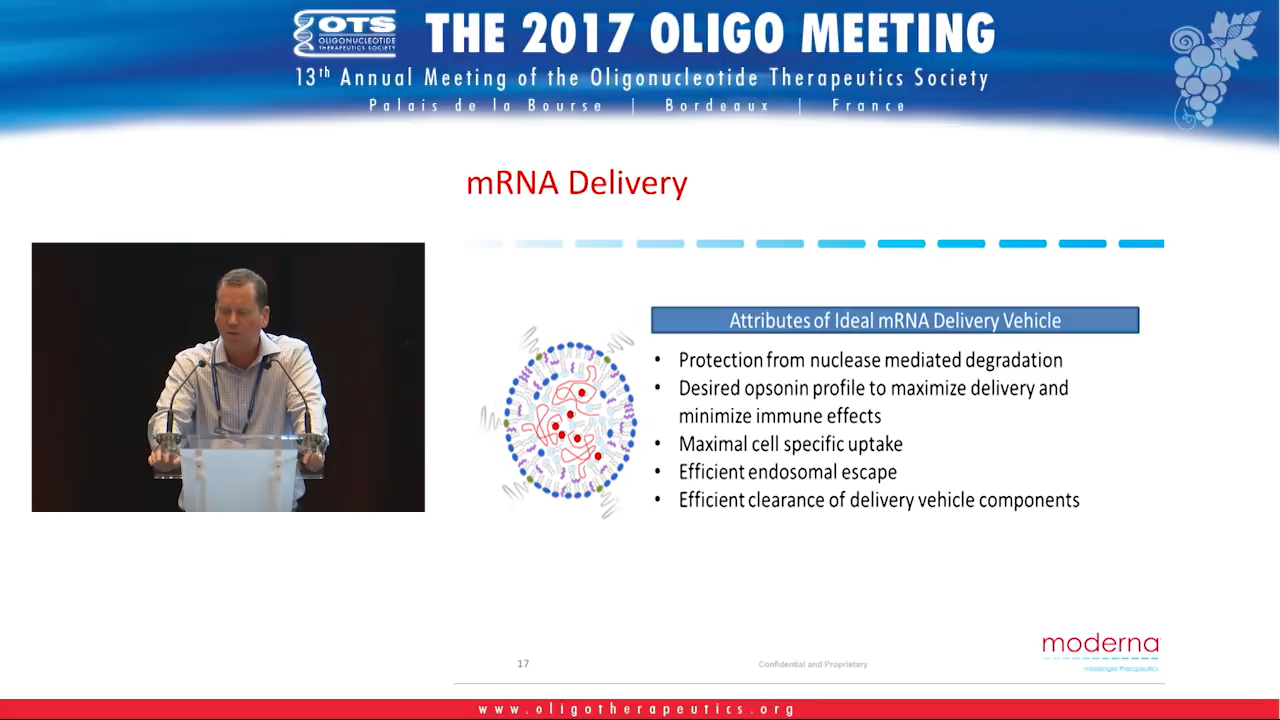 OTS
OLIGONUCLEOTIDE
THERAPEUTICS SOCIETY
THE 2017 OLIGO MEETING
13th Annual Meeting of the Oligonucleotide Therapeutics Society
Palais de la Bourse | Bordeaux | France
mRNA Delivery
Attributes of Ideal mRNA Delivery Vehicle
• Protection from nuclease mediated degradation
• Desired opsonin profile to maximize delivery and
minimize immune effects
• Maximal cell specific uptake
• Efficient endosomal escape
• Efficient clearance of delivery vehicle components
17
Confidential and Proprietary
moderna
messenger therapeutics
www.oligotherapeutics.org